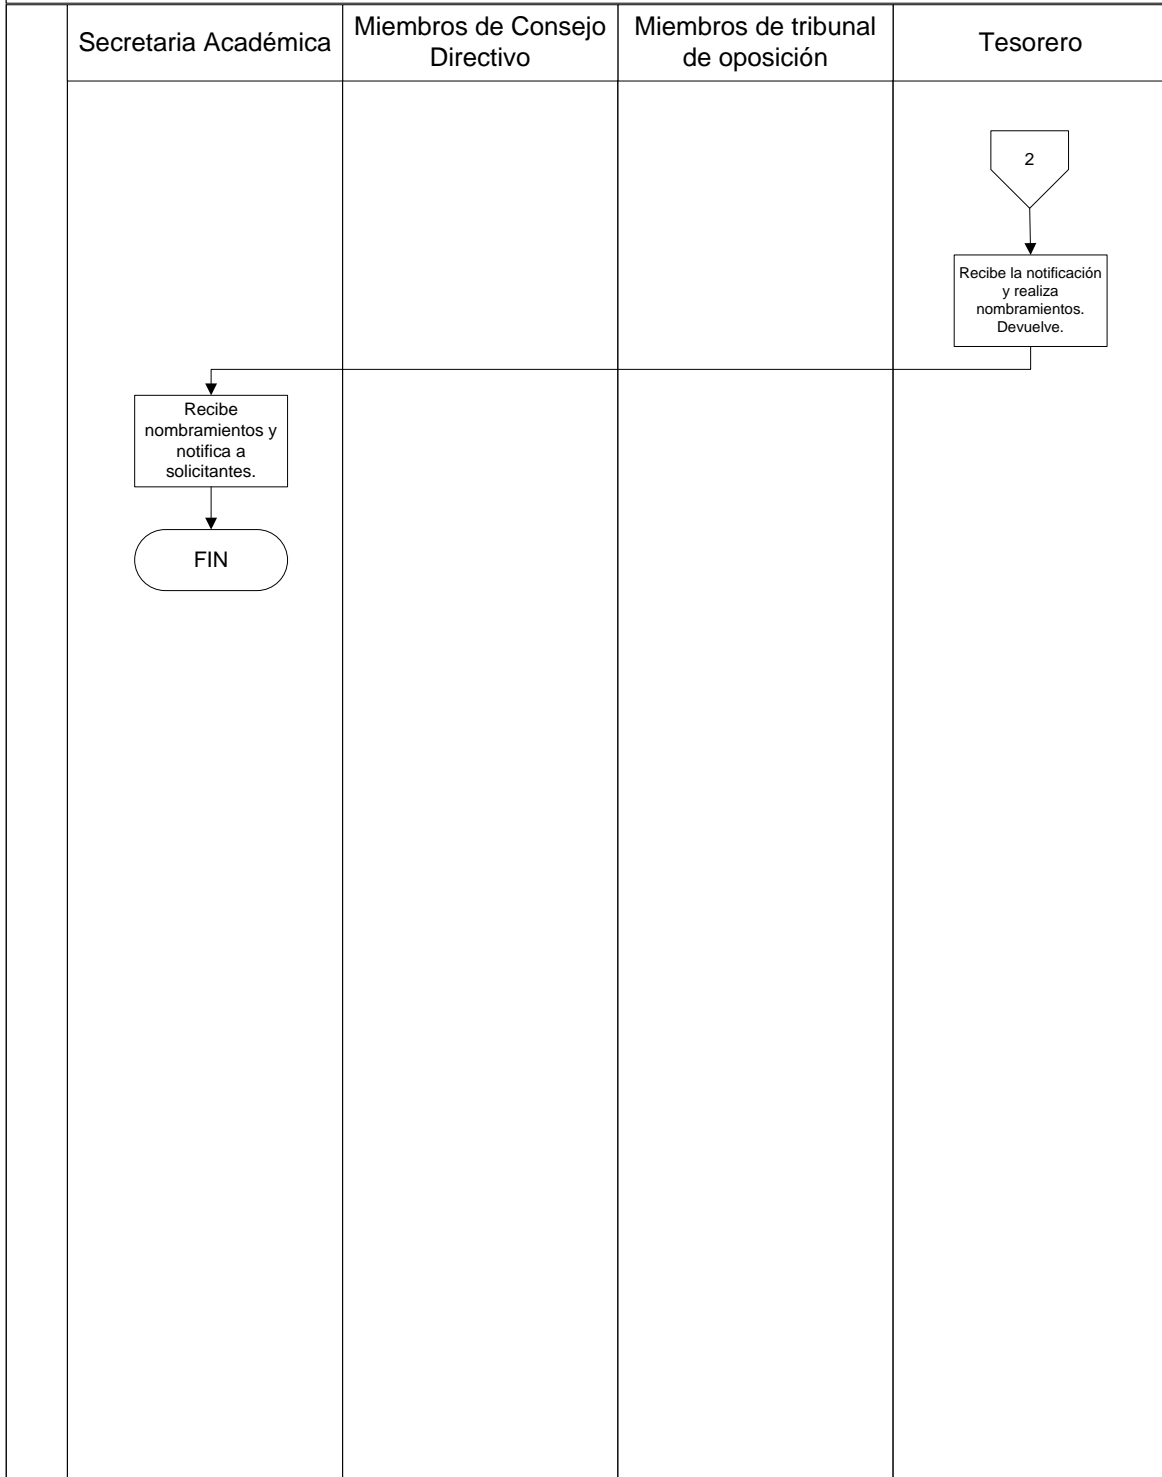 Secretaria Académica
Miembros de Consejo
Directivo
Miembros de tribunal
de oposición
Tesorero
2
Recibe la notificación
y realiza
nombramientos.
Devuelve.
Recibe
nombramientos y
notifica a
solicitantes.
FIN